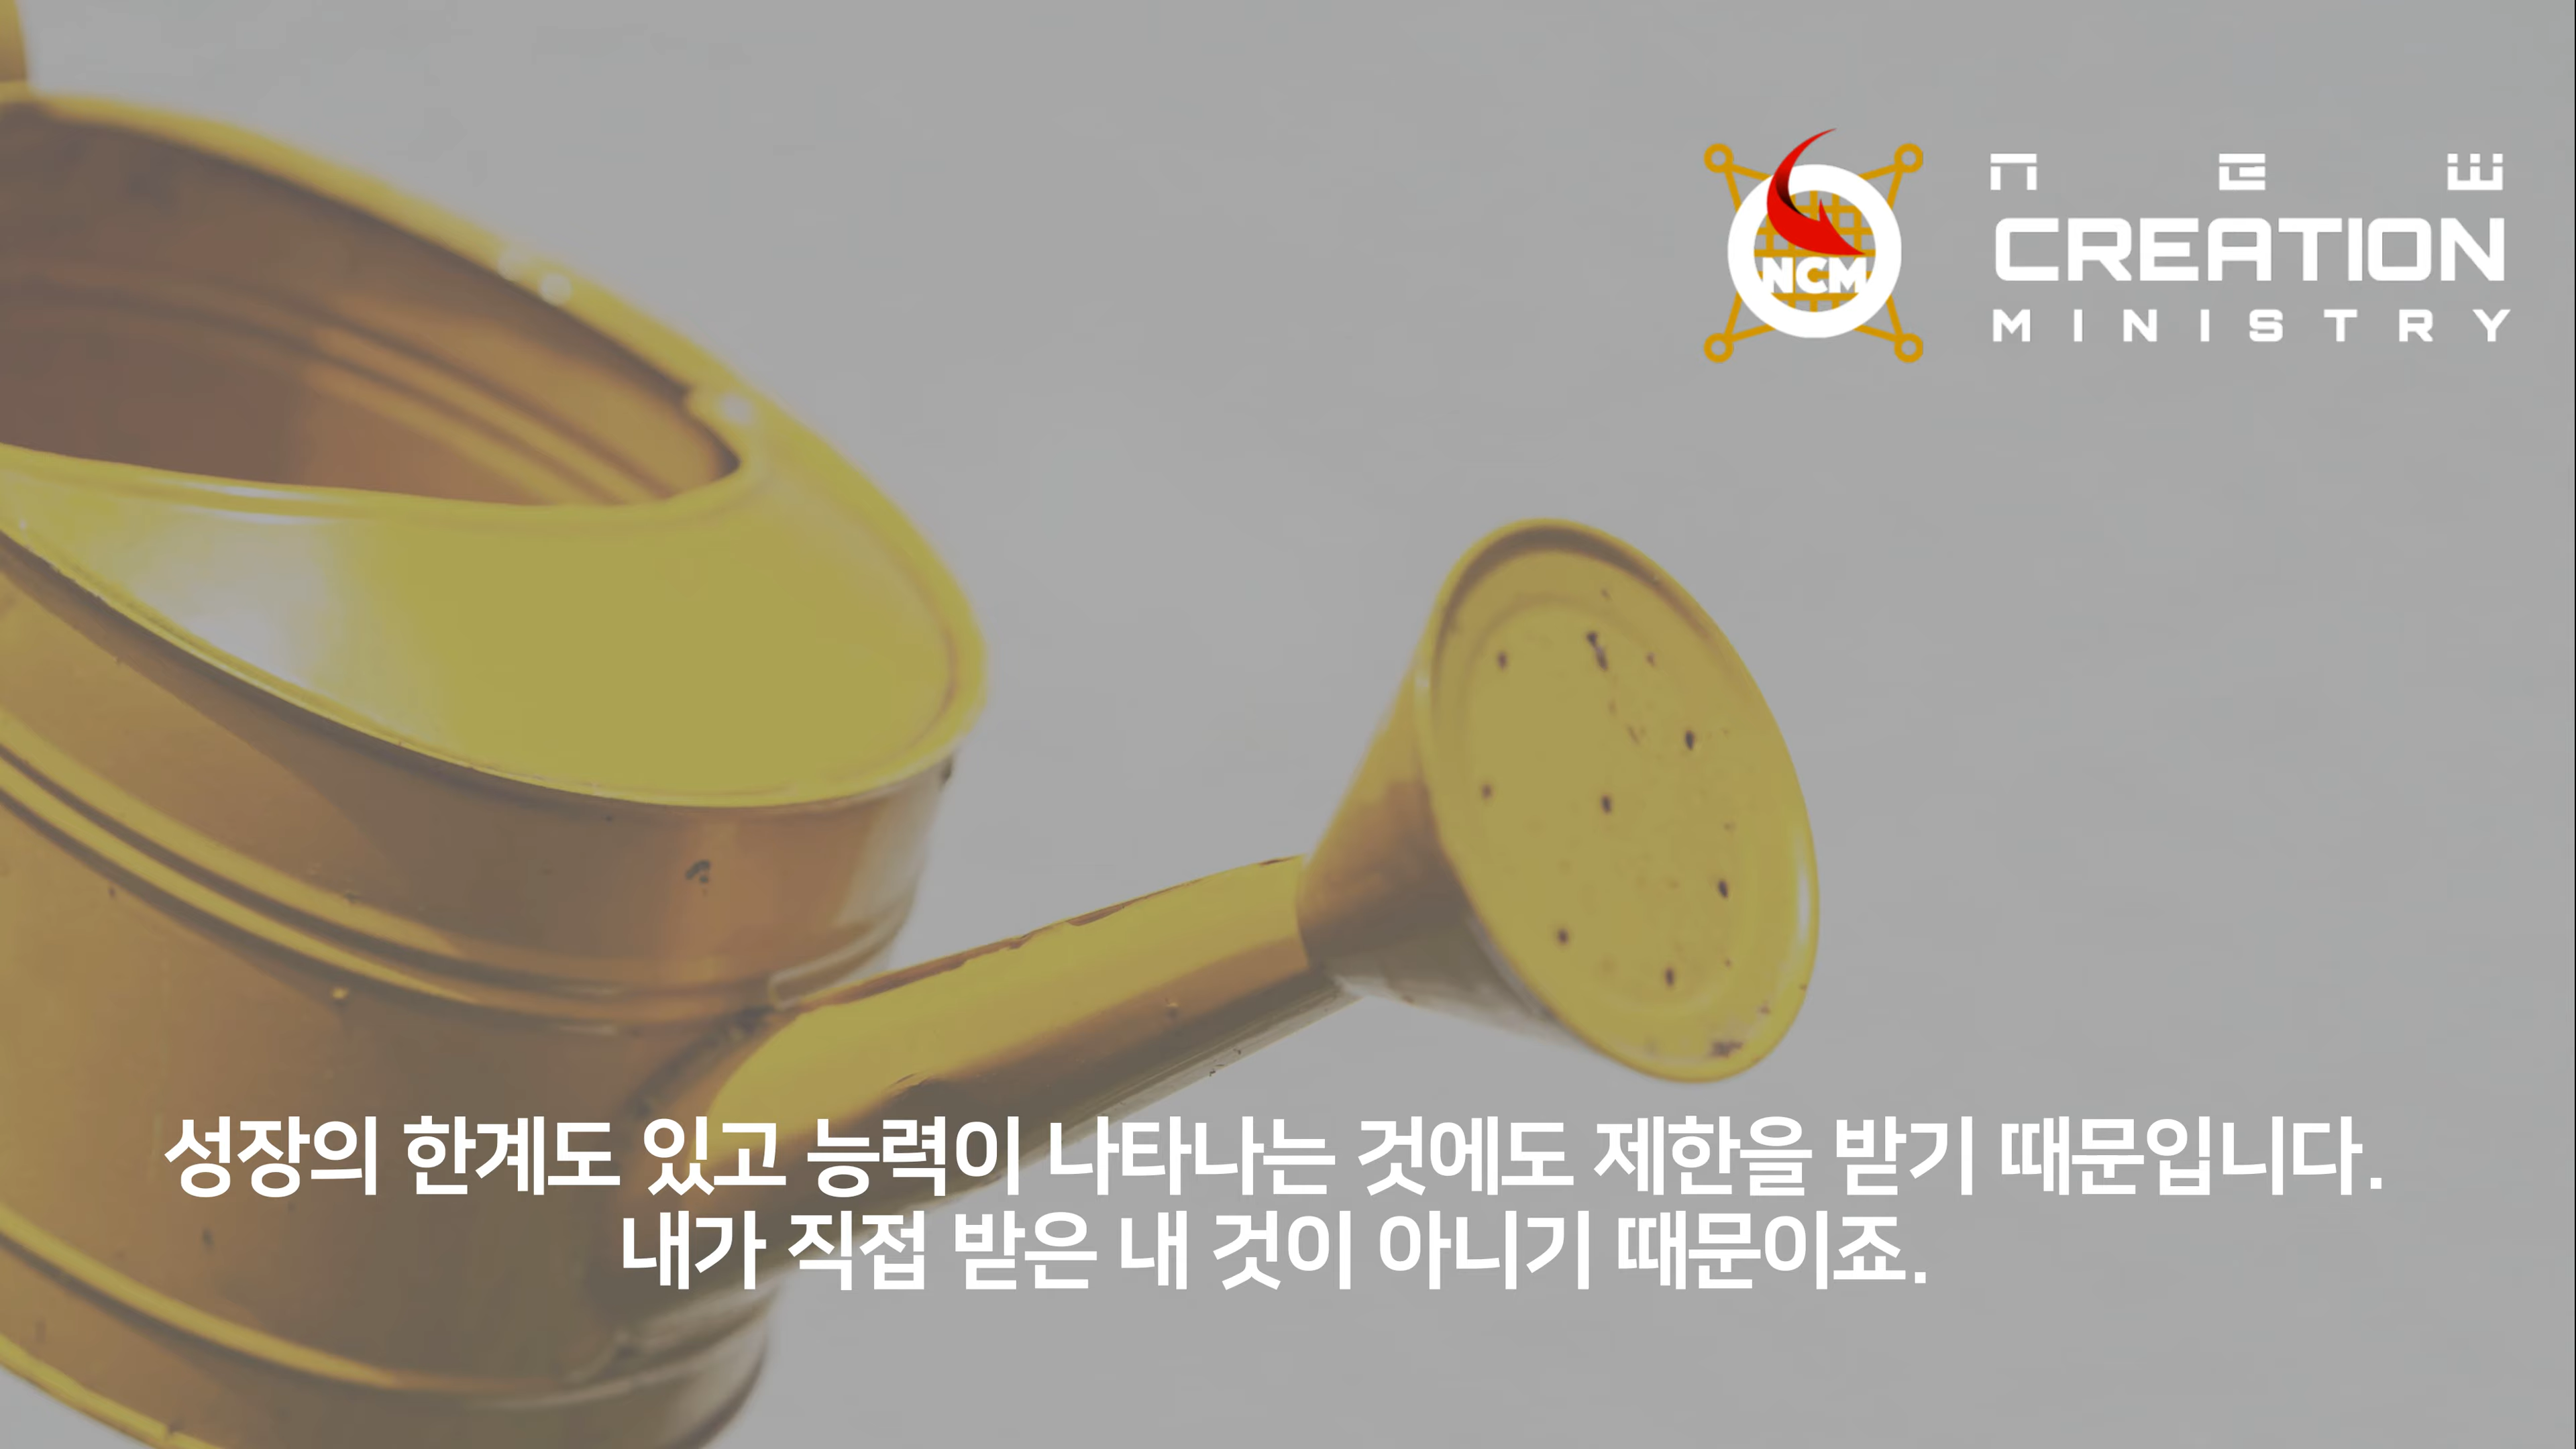 NCM
new
CREATION
MINISTRY
성장의 한계도 있고 능력이 나타나는 것에도 제한을 받기 때문입니다.
내가 직접 받은 내 것이 아니기 때문이죠.